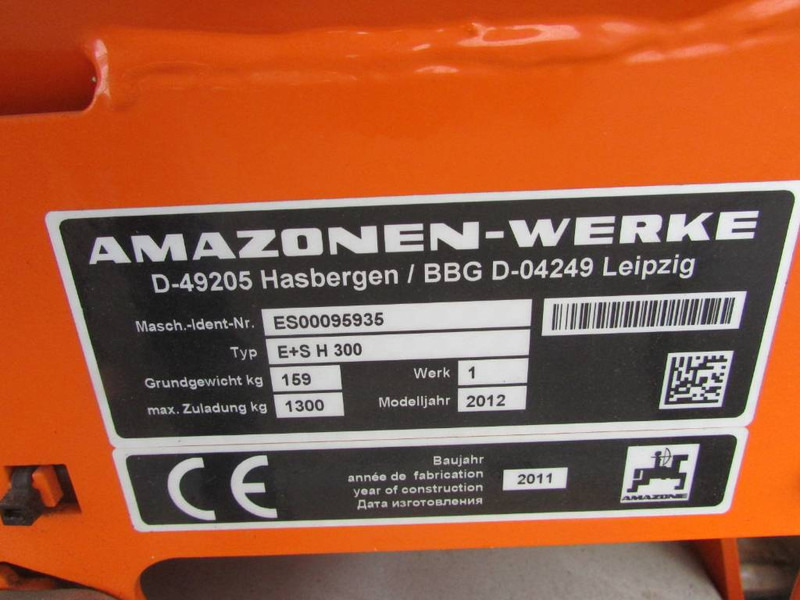 AMAZONEN-WERKE
D-49205 Hasbergen / BBG D-04249 Leipzig
Masch.-Ident-Nr. ES00095935
Typ E+S H 300
Grundgewicht kg 159 Werk 1
max. Zuladung kg 1300 Modelljahr 2012
CE
Baujahr
année de fabrication
year of construction
Дата изготовления
2011
AMAZONE